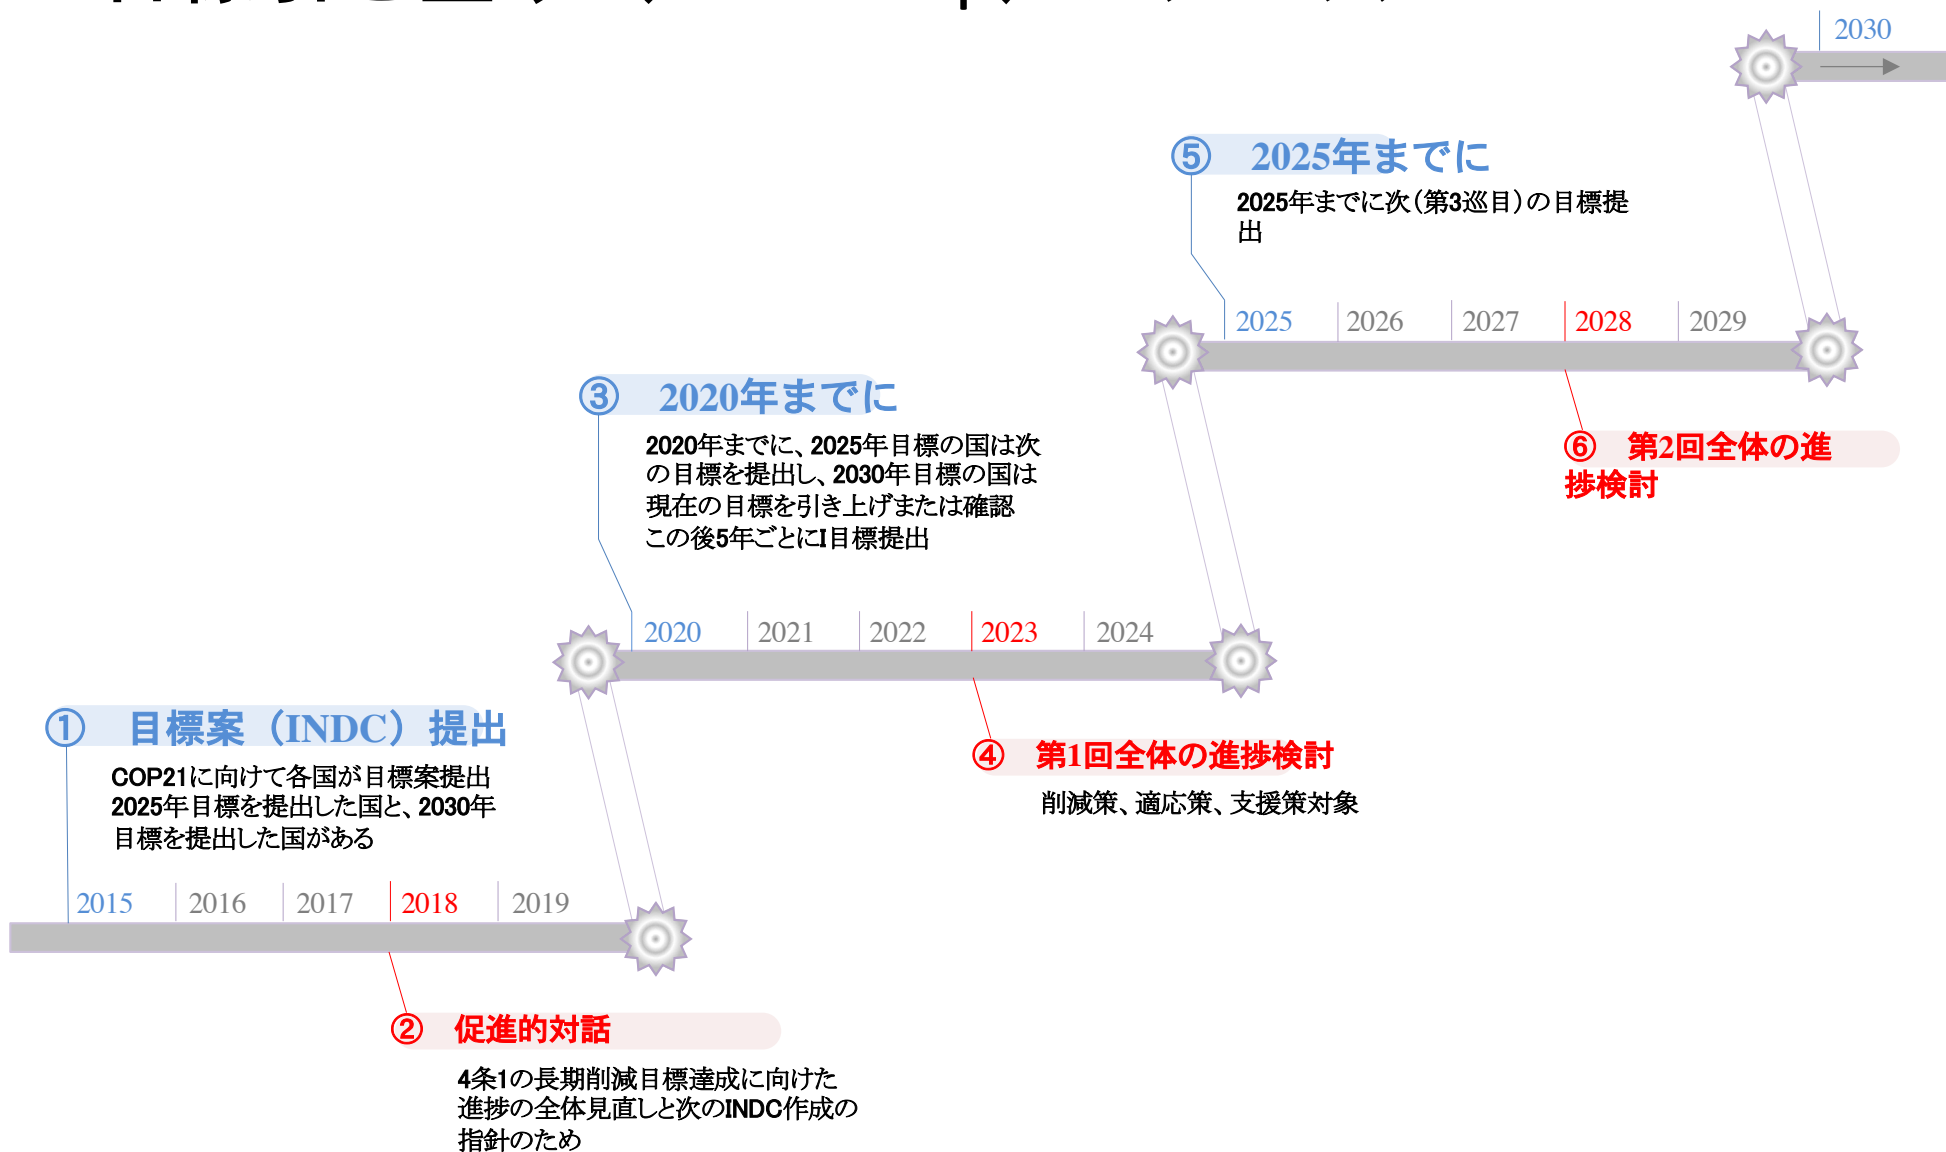 2030
⑤ 2025年までに
2025年までに次（第3巡目）の目標提
出
2025 2026 2027 2028 2029
⑥ 第2回全体の進
捗検討
③ 2020年までに
2020年までに、2025年目標の国は次
の目標を提出し、2030年目標の国は
現在の目標を引き上げまたは確認
この後5年ごとにI目標提出
2020 2021 2022 2023 2024
④ 第1回全体の進捗検討
削減策、適応策、支援策対象
① 目標案（INDC）提出
COP21に向けて各国が目標案提出
2025年目標を提出した国と、2030年
目標を提出した国がある
2015 2016 2017 2018 2019
② 促進的対話
4条1の長期削減目標達成に向けた
進捗の全体見直しと次のINDC作成の
指針のため